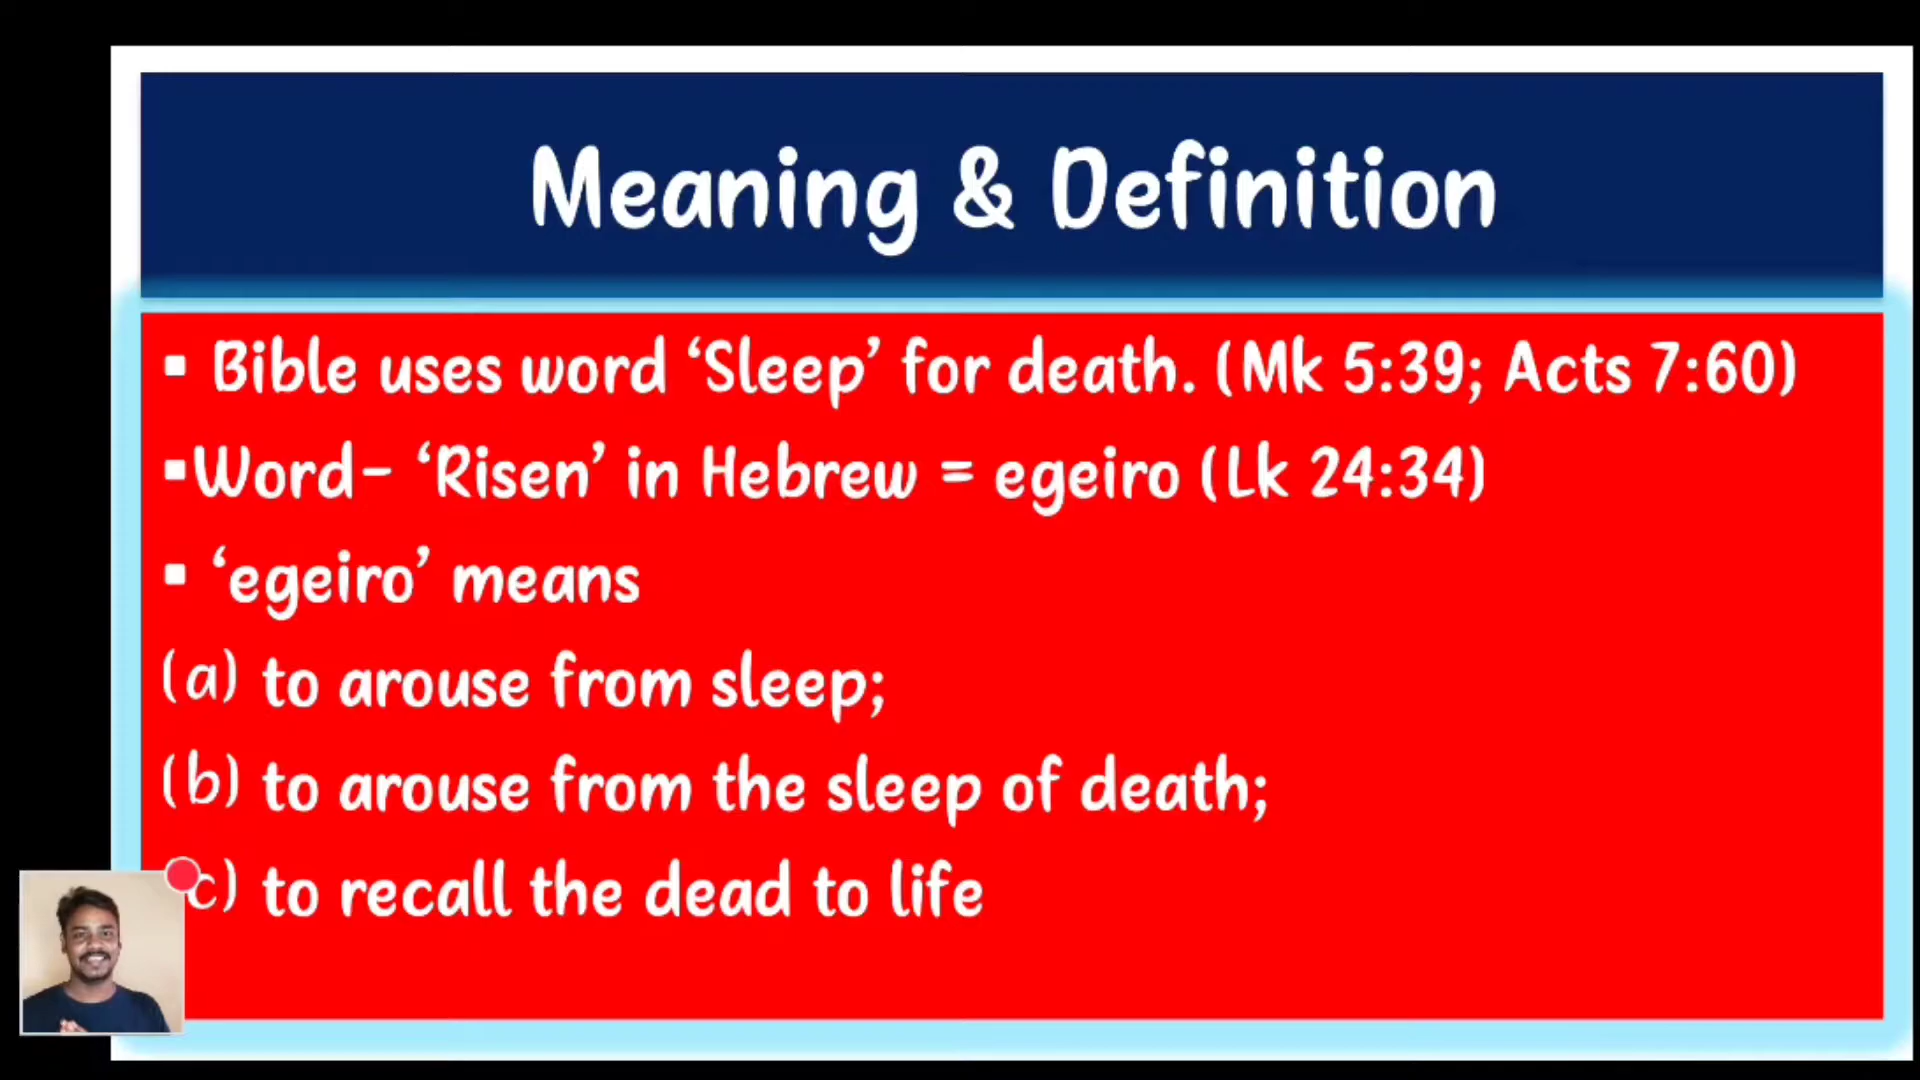 Meaning & Definition
▪ Bible uses word ‘Sleep’ for death. (Mk 5:39; Acts 7:60)
▪Word– ‘Risen’ in Hebrew = egeiro (Lk 24:34)
▪ ‘egeiro’ means
(a) to arouse from sleep;
(b) to arouse from the sleep of death;
c) to recall the dead to life